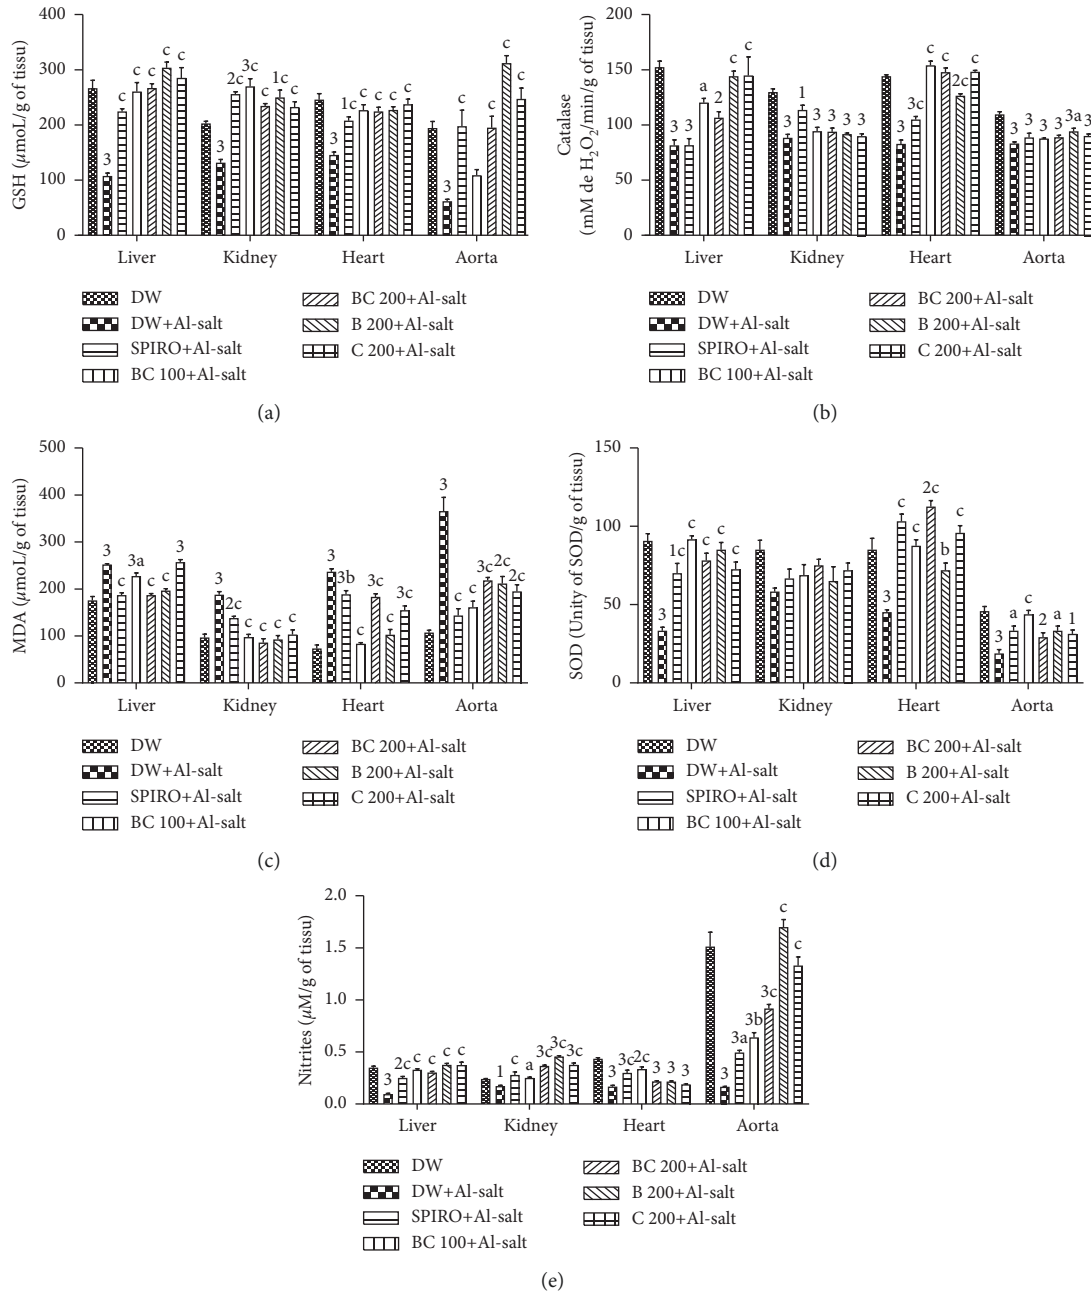 400
300
200
100
0
GSH (µmoL/g of tissu)
3 c c c c c
3 2c 3c c 1c c
3 1c c c c c
3 c c c c
Liver Kidney Heart Aorta
DW
DW+Al-salt
SPIRO+Al-salt
BC 100+Al-salt
BC 200+Al-salt
B 200+Al-salt
C 200+Al-salt
(a)
200
150
100
50
0
Catalase
(mM de H₂O₂/min/g of tissu)
3 3 a 2 c c
3 1 3 3 3 3
3 3c c c 2c c
3 3 3 3 3a 3
Liver Kidney Heart Aorta
DW
DW+Al-salt
SPIRO+Al-salt
BC 100+Al-salt
BC 200+Al-salt
B 200+Al-salt
C 200+Al-salt
(b)
500
400
300
200
100
0
MDA (µmoL/g of tissu)
3 c 3a c c 3
3 2c c c c c
3 3b c 3c c 3c
3 c c 3c 2c 2c
Liver Kidney Heart Aorta
DW
DW+Al-salt
SPIRO+Al-salt
BC 100+Al-salt
BC 200+Al-salt
B 200+Al-salt
C 200+Al-salt
(c)
150
100
50
0
SOD (Unity of SOD/g of tissu)
3 1c c c c c
3 c c 2c b c
3 a c 2 a 1
Liver Kidney Heart Aorta
DW
DW+Al-salt
SPIRO+Al-salt
BC 100+Al-salt
BC 200+Al-salt
B 200+Al-salt
C 200+Al-salt
(d)
2.0
1.5
1.0
0.5
0.0
Nitrites (µM/g of tissu)
3 2c c c c c
1 c a 3c 3c 3c
3 3c 2c 3 3 3
3 3a 3b 3c c c
Liver Kidney Heart Aorta
DW
DW+Al-salt
SPIRO+Al-salt
BC 100+Al-salt
BC 200+Al-salt
B 200+Al-salt
C 200+Al-salt
(e)